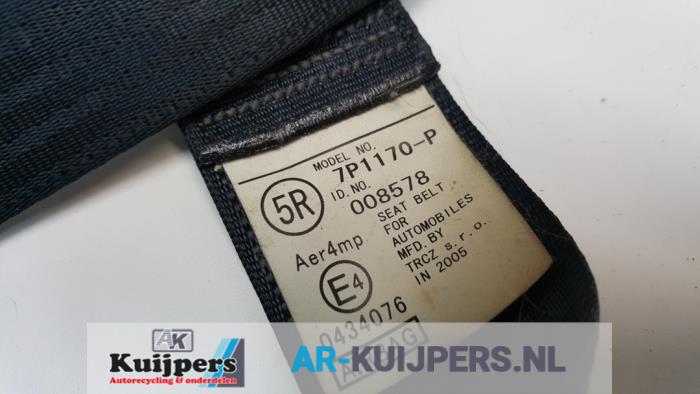 MODEL NO.
7P1170-P
5R
ID. NO.
008578
Aer4mp
SEAT BELT
FOR
AUTOMOBILES
MFD. BY
TRCZ s.r.o.
IN 2005
E4
0434076
AK
Kuijpers
Autorecycling & onderdelen
AR-KUIJPERS.NL